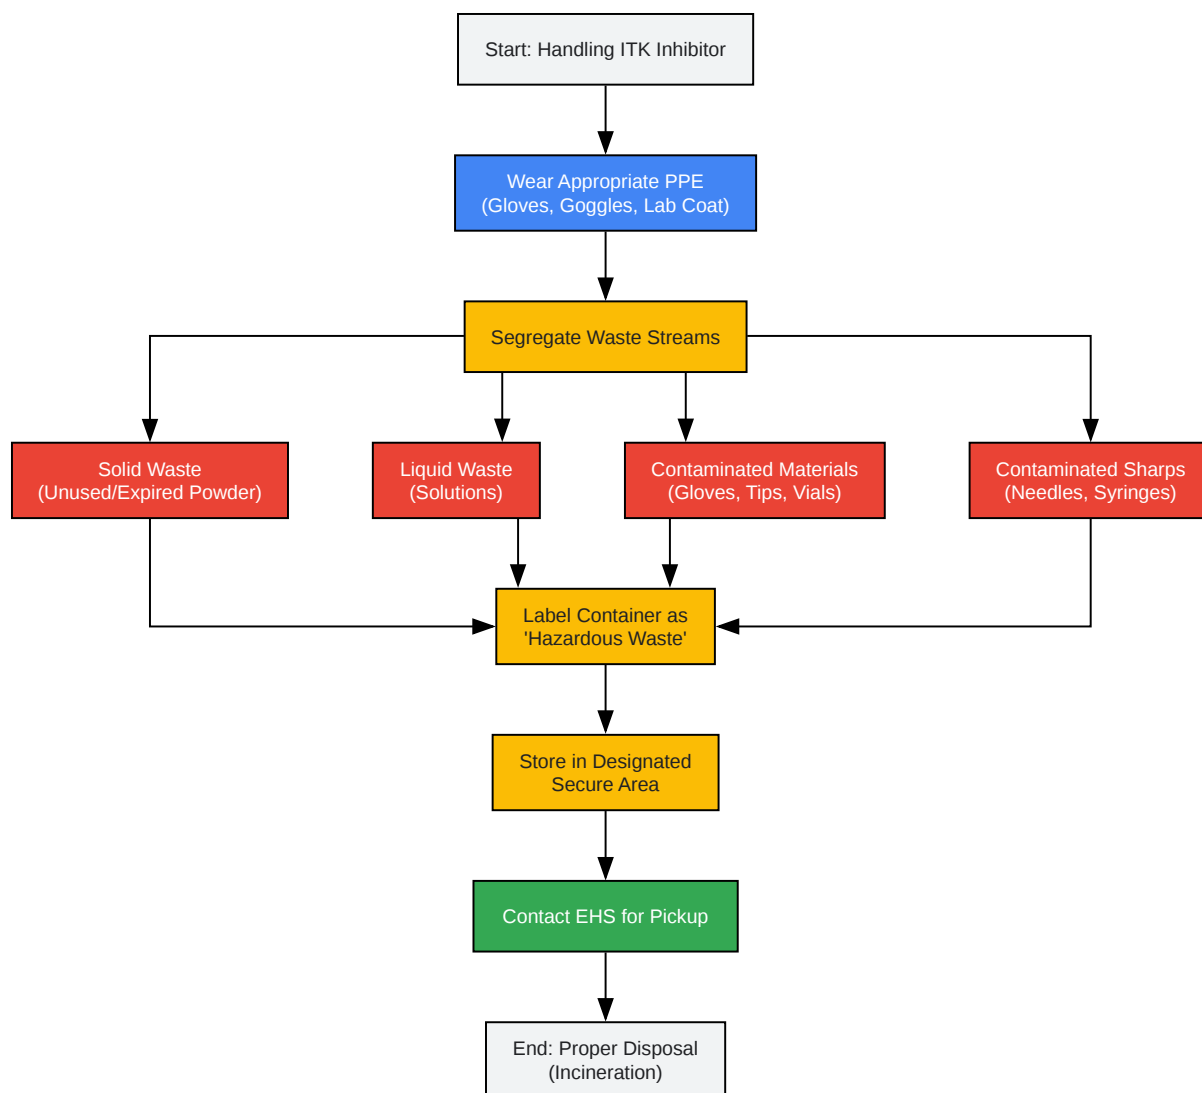 Start: Handling ITK Inhibitor
Wear Appropriate PPE
(Gloves, Goggles, Lab Coat)
Segregate Waste Streams
Solid Waste
(Unused/Expired Powder)
Liquid Waste
(Solutions)
Contaminated Materials
(Gloves, Tips, Vials)
Contaminated Sharps
(Needles, Syringes)
Label Container as
'Hazardous Waste'
Store in Designated
Secure Area
Contact EHS for Pickup
End: Proper Disposal
(Incineration)